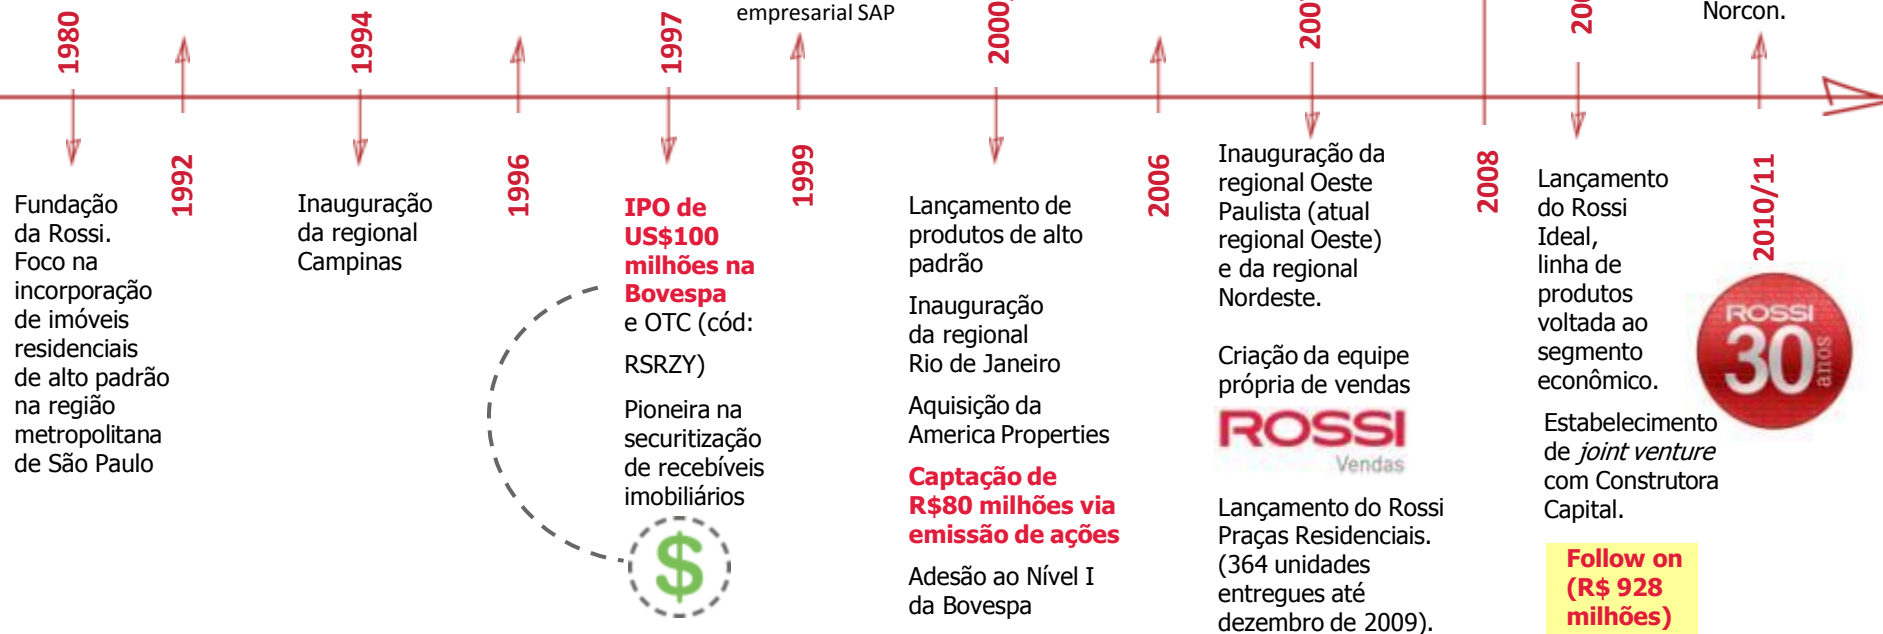 empresarial SAP
Norcon.
1980
1994
1997
1992
1996
1999
2006
2008
2010/11
Fundação
da Rossi.
Foco na
incorporação
de imóveis
residenciais
de alto padrão
na região
metropolitana
de São Paulo
Inauguração
da regional
Campinas
IPO de
US$100
milhões na
Bovespa
e OTC (cód:
RSRZY)
Pioneira na
securitização
de recebíveis
imobiliários
$
Lançamento de
produtos de alto
padrão
Inauguração
da regional
Rio de Janeiro
Aquisição da
America Properties
Captação de
R$80 milhões via
emissão de ações
Adesão ao Nível I
da Bovespa
Inauguração da
regional Oeste
Paulista (atual
regional Oeste)
e da regional
Nordeste.
Criação da equipe
própria de vendas
ROSSI
Vendas
Lançamento do Rossi
Praças Residenciais.
(364 unidades
entregues até
dezembro de 2009).
Lançamento
do Rossi
Ideal,
linha de
produtos
voltada ao
segmento
econômico.
Estabelecimento
de joint venture
com Construtora
Capital.
Follow on
(R$ 928
milhões)
ROSSI
30
anos